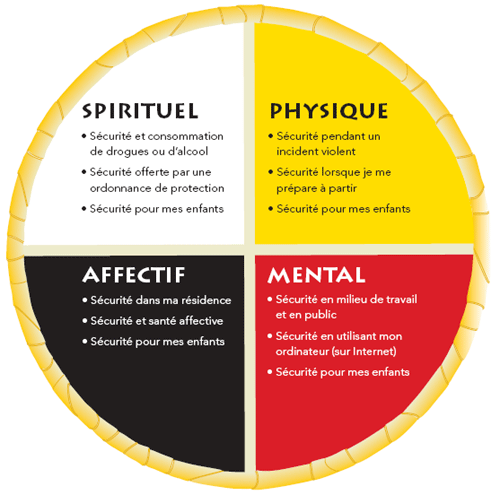 SPIRITUEL
• Sécurité et consommation
de drogues ou d'alcool
• Sécurité offerte par une
ordonnance de protection
• Sécurité pour mes enfants
PHYSIQUE
• Sécurité pendant un
incident violent
• Sécurité lorsque je me
prépare à partir
• Sécurité pour mes enfants
AFFECTIF
• Sécurité dans ma résidence
• Sécurité et santé affective
• Sécurité pour mes enfants
MENTAL
• Sécurité en milieu de travail
et en public
• Sécurité en utilisant mon
ordinateur (sur Internet)
• Sécurité pour mes enfants